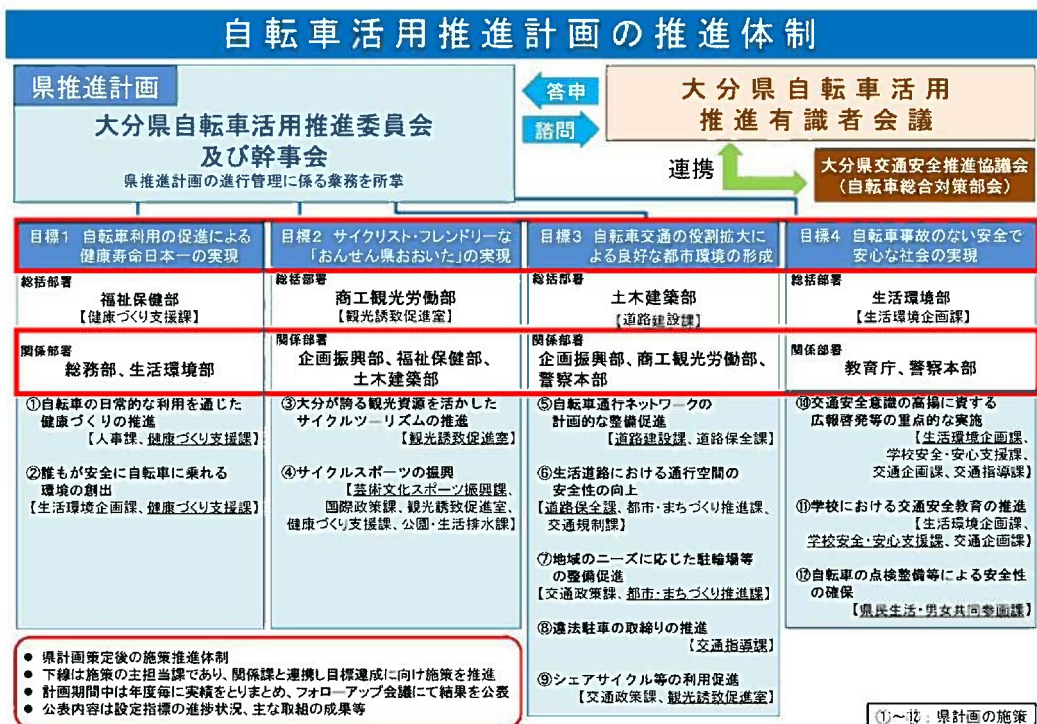 自転車活用推進計画の推進体制
県推進計画
大分県自転車活用推進委員会
及び幹事会
県推進計画の進行管理に係る業務を所掌
答申
諮問
大分県自転車活用
推進有識者会議
連携
大分県交通安全推進協議会
(自転車総合対策部会)
目標1 自転車利用の促進による
健康寿命日本一の実現
総括部署
福祉保健部
【健康づくり支援課】
関係部署
総務部、生活環境部
①自転車の日常的な利用を通じた
健康づくりの推進
【人事課、健康づくり支援課】
②誰もが安全に自転車に乗れる
環境の創出
【生活環境企画課、健康づくり支援課】
目標2 サイクリスト・フレンドリーな
「おんせん県おおいた」の実現
総括部署
商工観光労働部
【観光誘致促進室】
関係部署
企画振興部、福祉保健部、
土木建築部
③大分が誇る観光資源を活かした
サイクルツーリズムの推進
【観光誘致促進室】
④サイクルスポーツの振興
【芸術文化スポーツ振興課、
国際政策課、観光誘致促進室、
健康づくり支援課、公園・生活排水課】
目標3 自転車交通の役割拡大に
よる良好な都市環境の形成
総括部署
土木建築部
【道路建設課】
関係部署
企画振興部、商工観光労働部、
警察本部
⑤自転車通行ネットワークの
計画的な整備促進
【道路建設課、道路保全課】
⑥生活道路における通行空間の
安全性の向上
【道路保全課、都市・まちづくり推進課、
交通規制課】
⑦地域のニーズに応じた駐輪場等
の整備促進
【交通政策課、都市・まちづくり推進課】
⑧違法駐車の取締りの推進
【交通指導課】
⑨シェアサイクル等の利用促進
【交通政策課、観光誘致促進室】
目標4 自転車事故のない安全で
安心な社会の実現
総括部署
生活環境部
【生活環境企画課】
関係部署
教育庁、警察本部
⑩交通安全意識の高揚に資する
広報啓発等の重点的な実施
【生活環境企画課、
学校安全・安心支援課、
交通企画課、交通指導課】
⑪学校における交通安全教育の推進
【生活環境企画課、
学校安全・安心支援課、交通企画課】
⑫自転車の点検整備等による安全性
の確保
【県民生活・男女共同参画課】
● 県計画策定後の施策推進体制
● 下線は施策の主担当課であり、関係課と連携し目標達成に向け施策を推進
● 計画期間中は年度毎に実績をとりまとめ、フォローアップ会議にて結果を公表
● 公表内容は設定指標の進捗状況、主な取組の成果等
①～⑫:県計画の施策